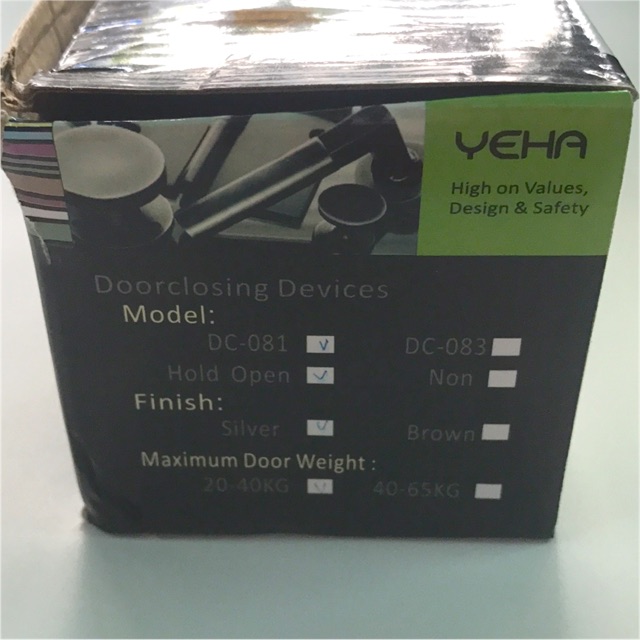 YEHA
High on Values,
Design & Safety
Doorclosing Devices
Model:
DC-081 DC-083
Hold Open Non
Finish:
Silver Brown
Maximum Door Weight :
20-40KG 40-65KG